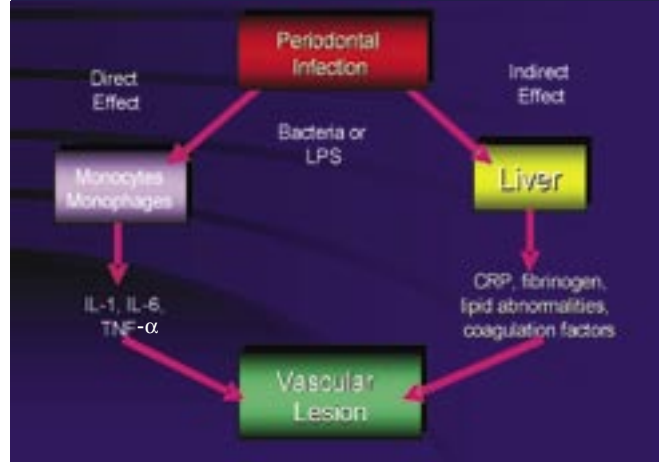 Periodontal
Infection
Direct
Effect
Indirect
Effect
Bacteria or
LPS
Monocytes
Monophages
Liver
IL-1, IL-6,
TNF-α
CRP, fibrinogen,
lipid abnormalities,
coagulation factors
Vascular
Lesion